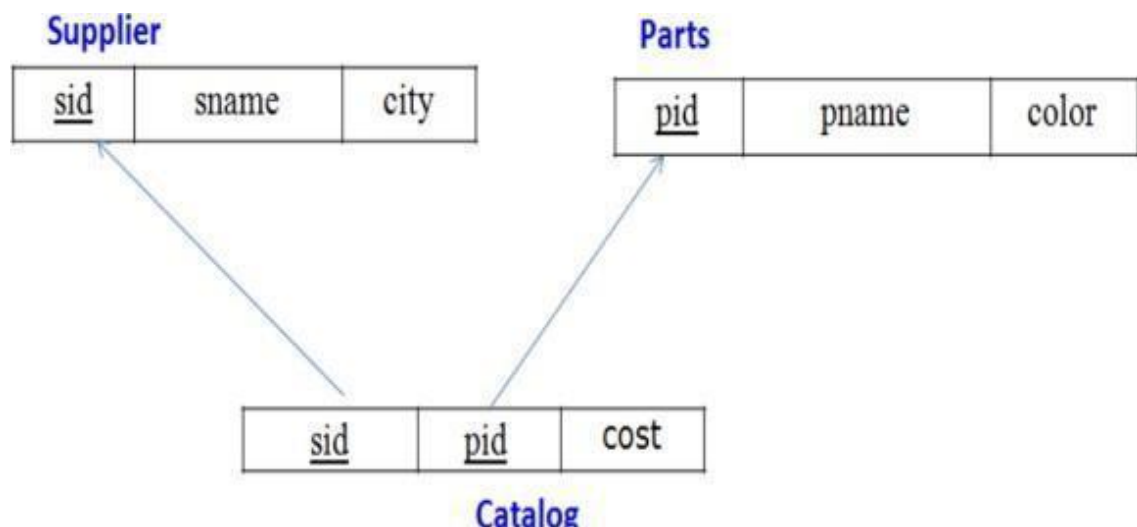 Supplier
Parts
sid sname city
pid pname color
sid pid cost
Catalog